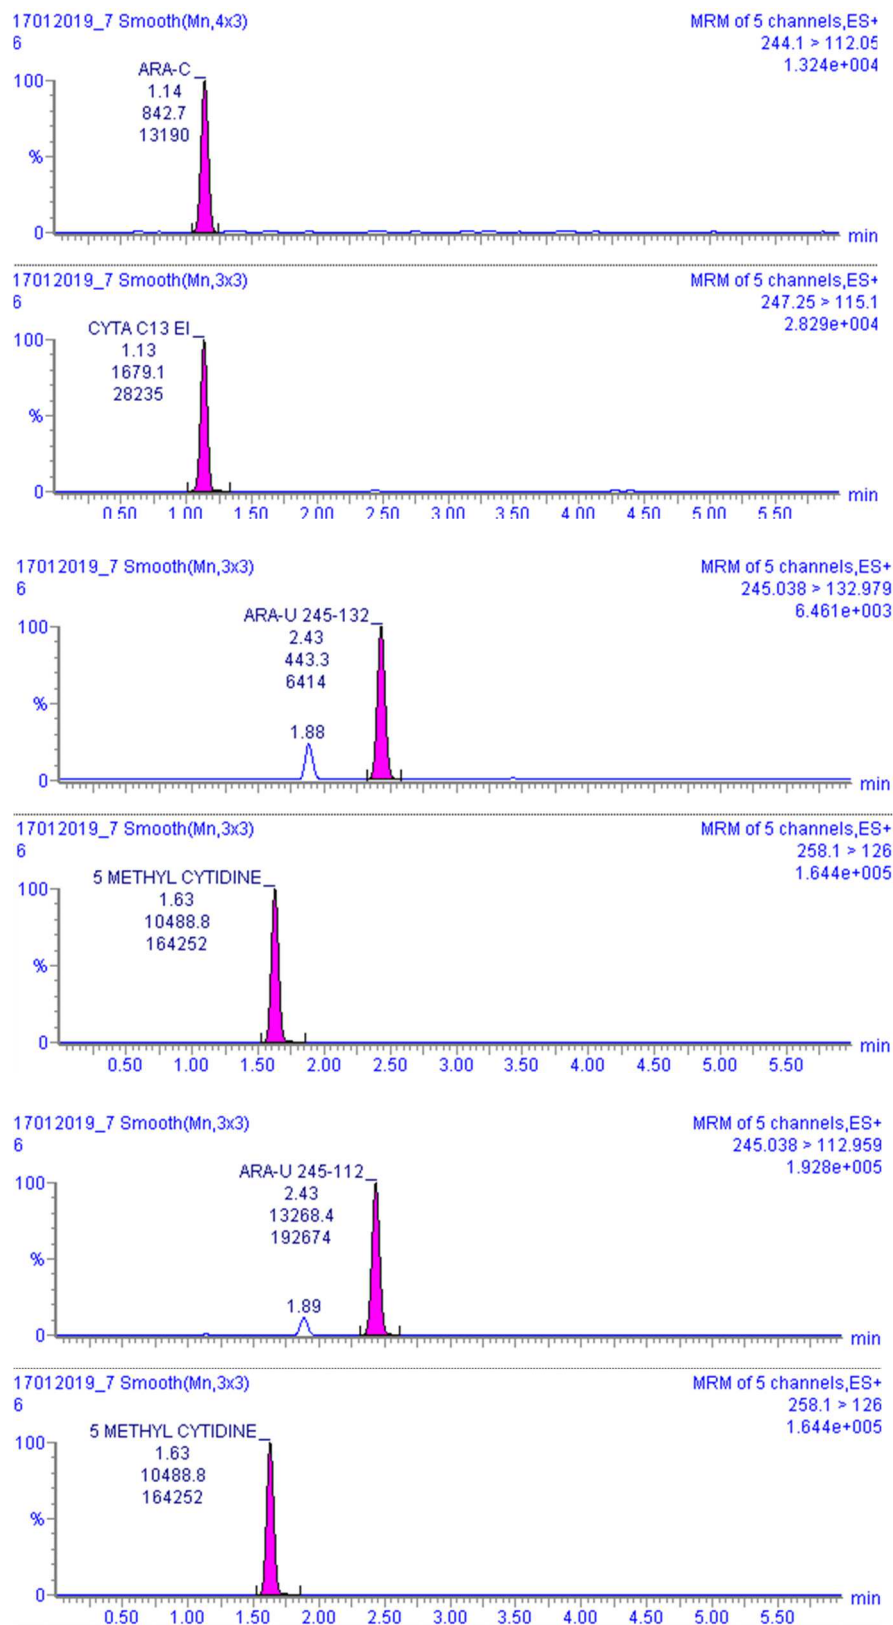 17012019_7 Smooth(Mn,4x3)
MRM of 5 channels,ES+
6
244.1 > 112.05
1.324e+004
ARA-C
100
1.14
842.7
13190
%
0
min
17012019_7 Smooth(Mn,3x3)
MRM of 5 channels,ES+
6
247.25 > 115.1
2.829e+004
CYTA C13 EI
100
1.13
1679.1
28235
%
0
min
0.50 1.00 1.50 2.00 2.50 3.00 3.50 4.00 4.50 5.00 5.50
17012019_7 Smooth(Mn,3x3)
MRM of 5 channels,ES+
6
245.038 > 132.979
6.461e+003
ARA-U 245-132
100
2.43
443.3
6414
%
1.88
0
min
17012019_7 Smooth(Mn,3x3)
MRM of 5 channels,ES+
6
258.1 > 126
1.644e+005
5 METHYL CYTIDINE
100
1.63
10488.8
164252
%
0
min
0.50 1.00 1.50 2.00 2.50 3.00 3.50 4.00 4.50 5.00 5.50
17012019_7 Smooth(Mn,3x3)
MRM of 5 channels,ES+
6
245.038 > 112.959
1.928e+005
ARA-U 245-112
100
2.43
13268.4
192674
%
1.89
0
min
17012019_7 Smooth(Mn,3x3)
MRM of 5 channels,ES+
6
258.1 > 126
1.644e+005
5 METHYL CYTIDINE
100
1.63
10488.8
164252
%
0
min
0.50 1.00 1.50 2.00 2.50 3.00 3.50 4.00 4.50 5.00 5.50